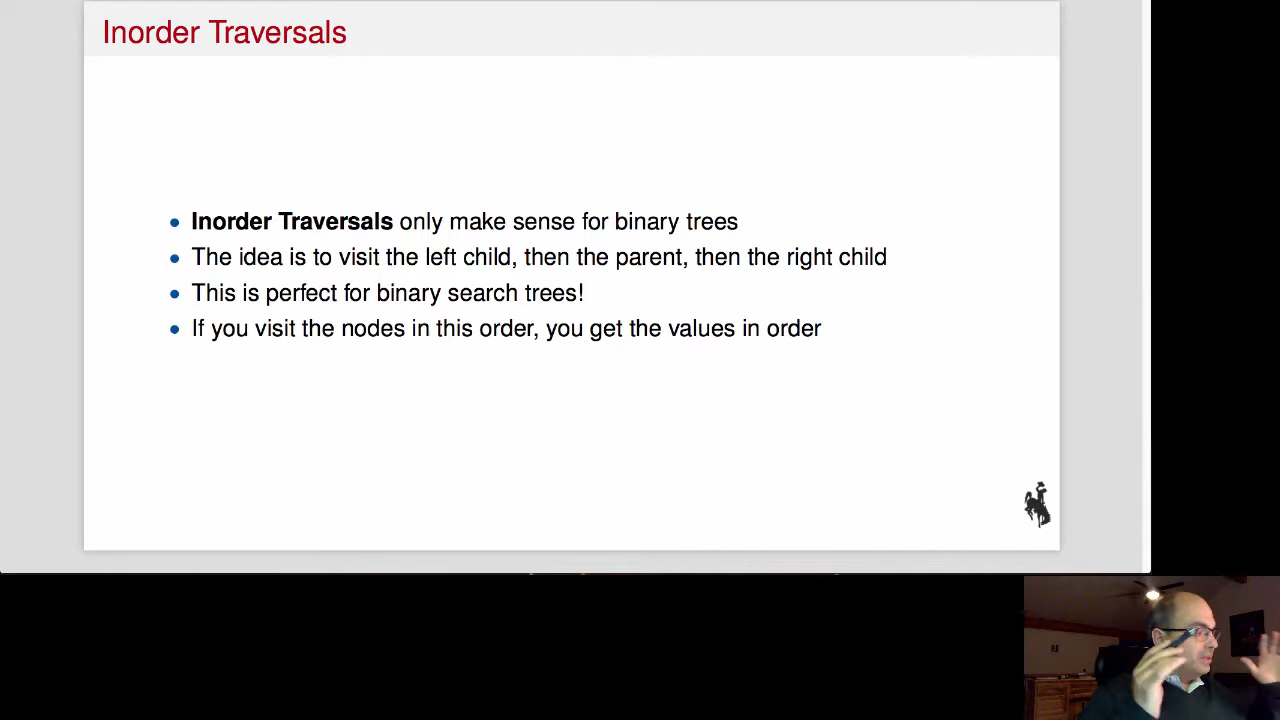 Inorder Traversals
Inorder Traversals only make sense for binary trees
The idea is to visit the left child, then the parent, then the right child
This is perfect for binary search trees!
If you visit the nodes in this order, you get the values in order